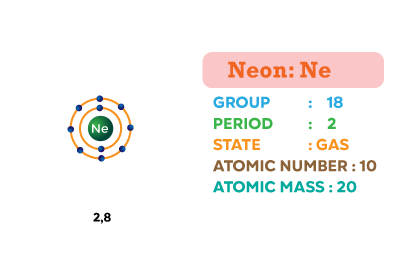 Neon: Ne
GROUP : 18
PERIOD : 2
STATE : GAS
ATOMIC NUMBER : 10
ATOMIC MASS : 20
Ne
2,8